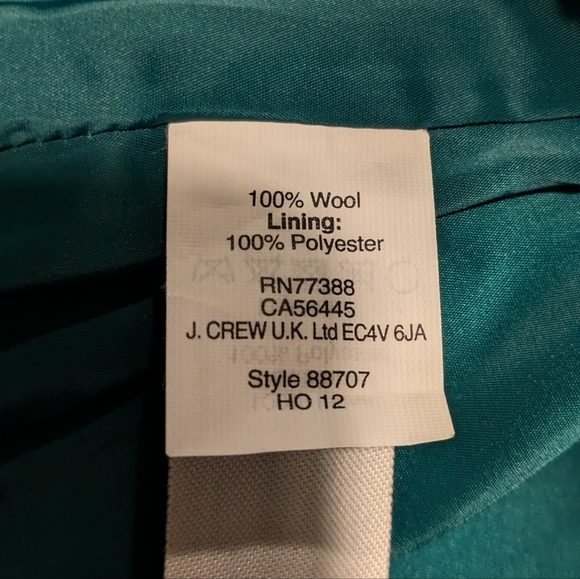 100% Wool
Lining:
100% Polyester
RN77388
CA56445
J. CREW U.K. Ltd EC4V 6JA
Style 88707
HO 12